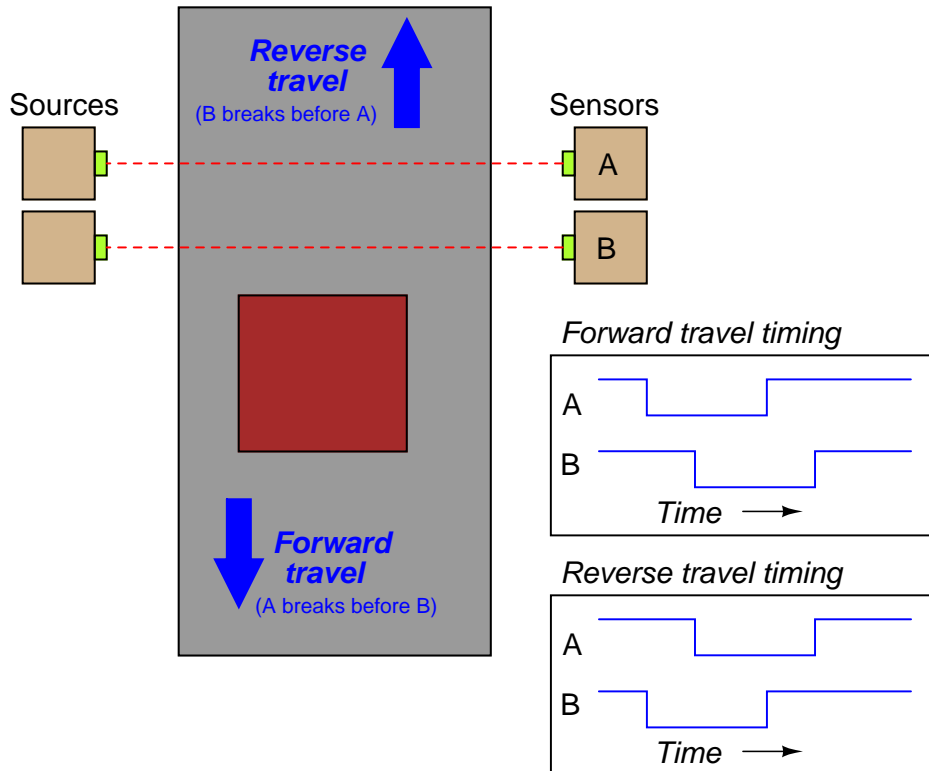 Reverse
travel
(B breaks before A)
Sources
Sensors
A
B
Forward travel timing
A
B
Time
Forward
travel
(A breaks before B)
Reverse travel timing
A
B
Time